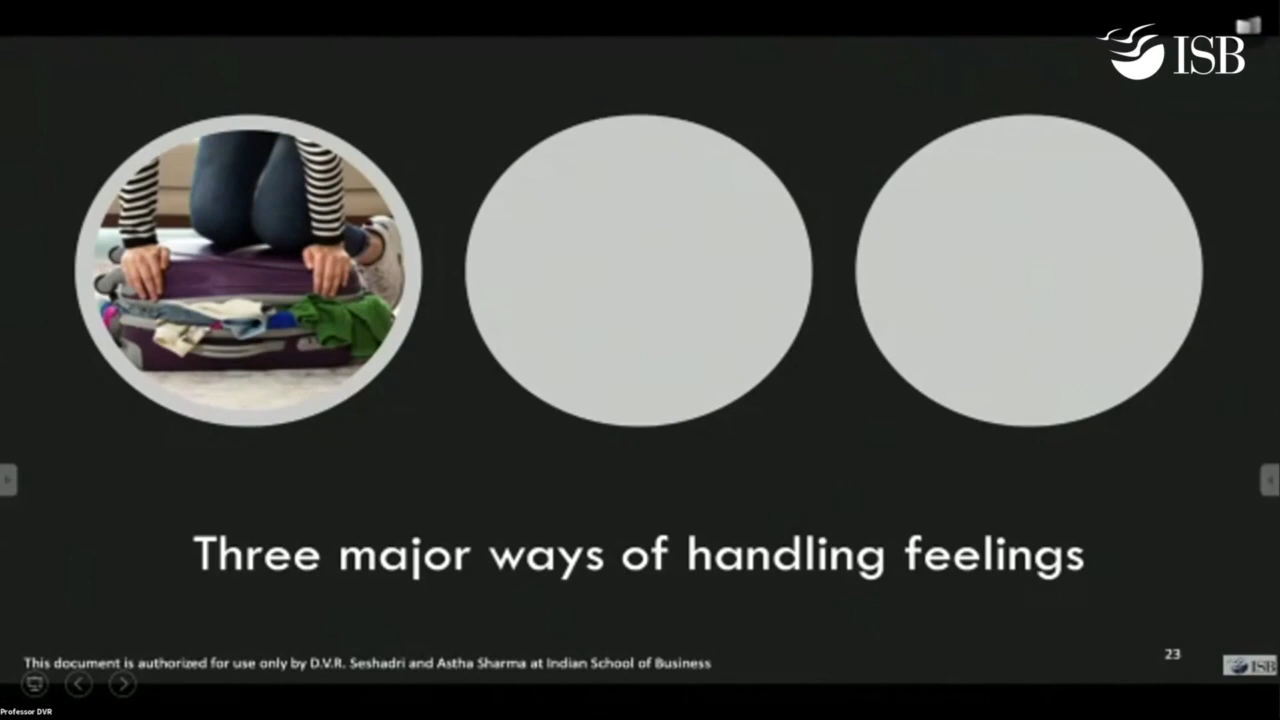 ISB
Three major ways of handling feelings
This document is authorized for use only by D.V.R. Seshadri and Astha Sharma at Indian School of Business
23
ISB
Professor DVR